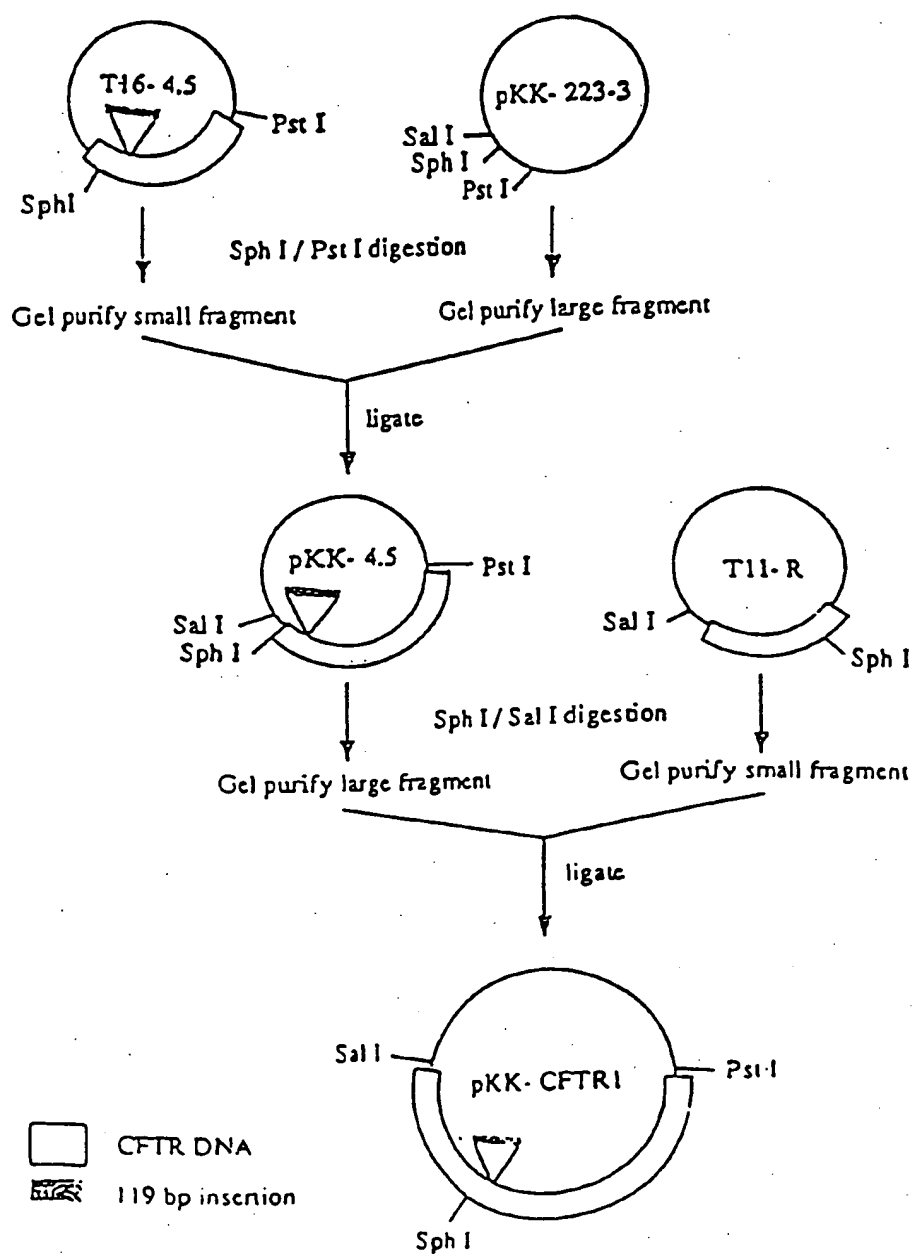 T16-4.5
pKK-223-3
Pst I
Sal I
Sph I
Pst I
SphI
Sph I / Pst I digestion
Gel purify small fragment
Gel purify large fragment
ligate
pKK-4.5
Pst I
T11-R
Sal I
Sph I
Sal I
Sph I
Sph I / Sal I digestion
Gel purify large fragment
Gel purify small fragment
ligate
Sal I
Pst I
pKK-CFTR1
CFTR DNA
119 bp insertion
Sph I